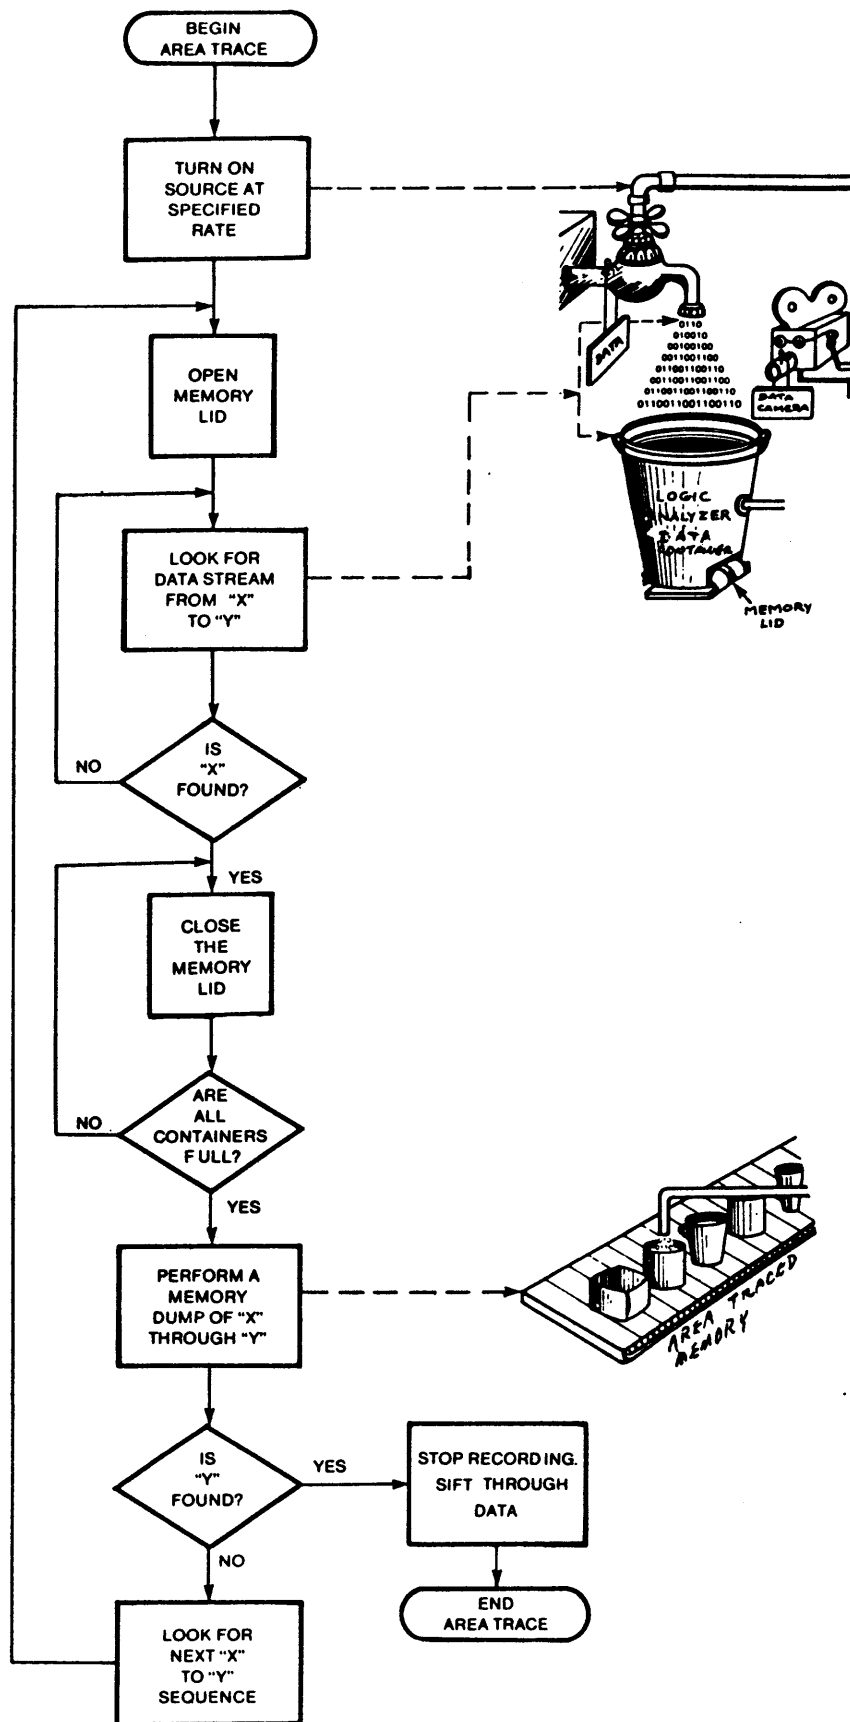 BEGIN
AREA TRACE
TURN ON
SOURCE AT
SPECIFIED
RATE
OPEN
MEMORY
LID
LOOK FOR
DATA STREAM
FROM "X"
TO "Y"
IS
"X"
FOUND?
NO
YES
CLOSE
THE
MEMORY
LID
ARE
ALL
CONTAINERS
FULL?
NO
YES
PERFORM A
MEMORY
DUMP OF "X"
THROUGH "Y"
IS
"Y"
FOUND?
YES
NO
STOP RECORDING.
SIFT THROUGH
DATA
END
AREA TRACE
LOOK FOR
NEXT "X"
TO "Y"
SEQUENCE
DATA
0110
010010
00100100
0011001100
011001100110
00110011001100
01100110011 0110
0110011001100110
DATA
CAMERA
LOGIC
ANALYZER
DATA
CONTAINER
MEMORY
LID
AREA TRACED
MEMORY